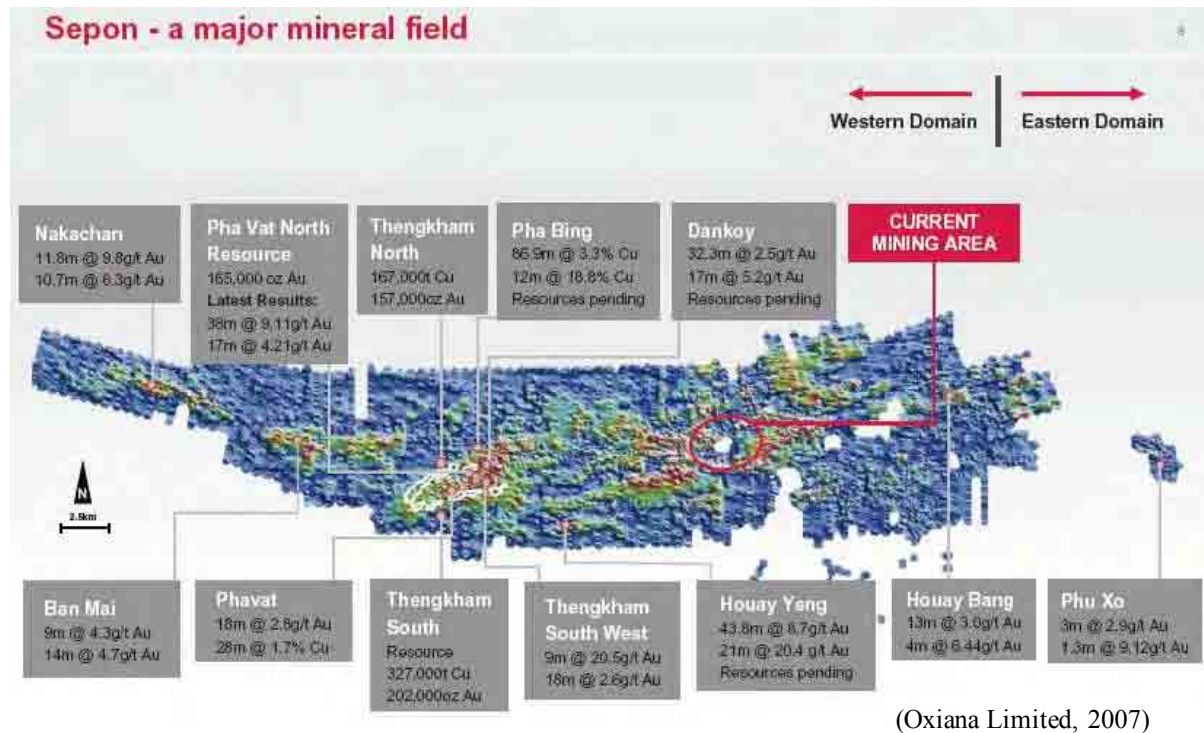 Sepon - a major mineral field
Western Domain
Eastern Domain
Nakachan
11.8m @ 9.8g/t Au
10.7m @ 6.3g/t Au
Pha Vat North
Resource
165,000 oz Au
Latest Results:
38m @ 9.11g/t Au
17m @ 4.21g/t Au
Thengkham
North
167,000t Cu
157,000oz Au
Pha Bing
86.9m @ 3.3% Cu
12m @ 18.8% Cu
Resources pending
Dankoy
32.3m @ 2.5g/t Au
17m @ 5.2g/t Au
Resources pending
CURRENT
MINING AREA
N
2.5km
Ban Mai
9m @ 4.3g/t Au
14m @ 4.7g/t Au
Phavat
18m @ 2.8g/t Au
28m @ 1.7% Cu
Thengkham
South
Resource
327,000t Cu
202,000oz Au
Thengkham
South West
9m @ 20.5g/t Au
18m @ 2.6g/t Au
Houay Yeng
43.8m @ 8.7g/t Au
21m @ 20.4 g/t Au
Resources pending
Houay Bang
13m @ 3.0g/t Au
4m @ 6.44g/t Au
Phu Xo
3m @ 2.9g/t Au
1.3m @ 9.12g/t Au
(Oxiana Limited, 2007)